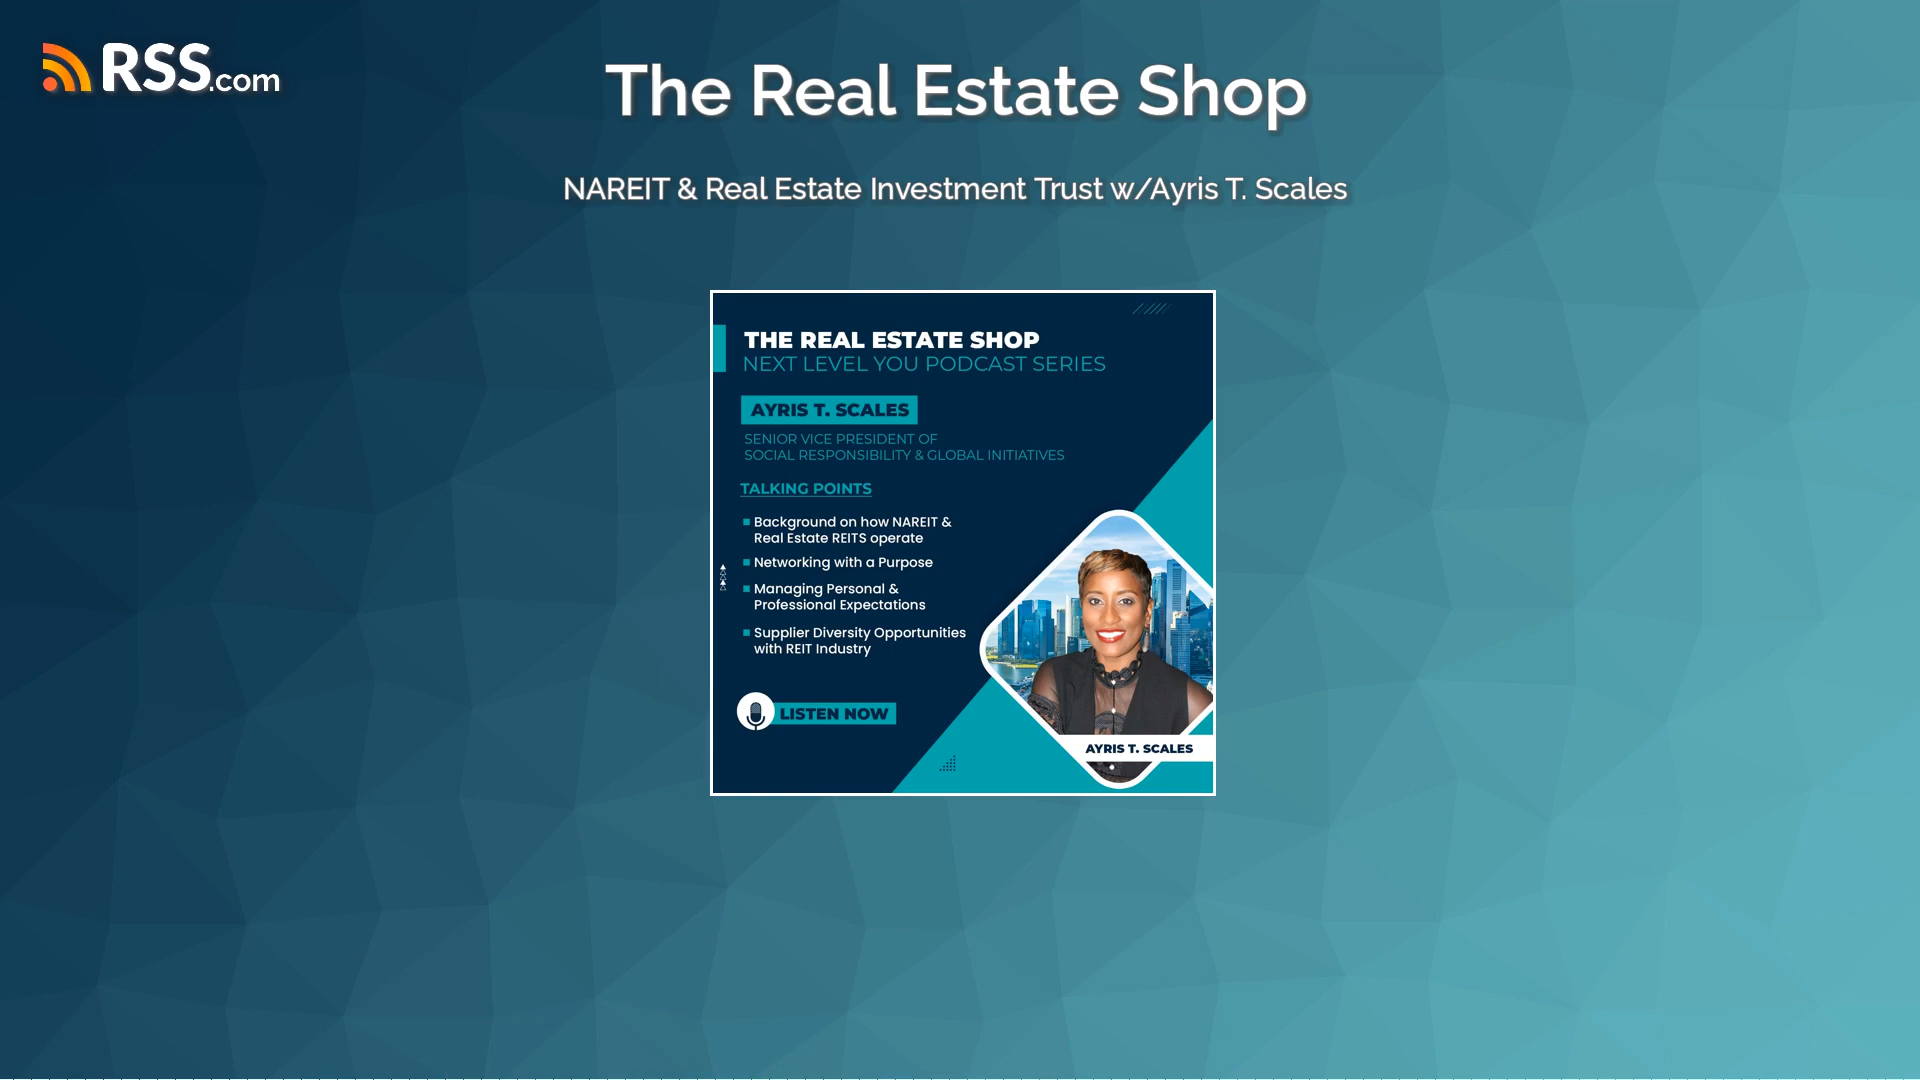 RSS.com
The Real Estate Shop
NAREIT & Real Estate Investment Trust w/Ayris T. Scales
THE REAL ESTATE SHOP
NEXT LEVEL YOU PODCAST SERIES
AYRIS T. SCALES
SENIOR VICE PRESIDENT OF
SOCIAL RESPONSIBILITY & GLOBAL INITIATIVES
TALKING POINTS
Background on how NAREIT &
Real Estate REITS operate
Networking with a Purpose
Managing Personal &
Professional Expectations
Supplier Diversity Opportunities
with REIT Industry
LISTEN NOW
AYRIS T. SCALES